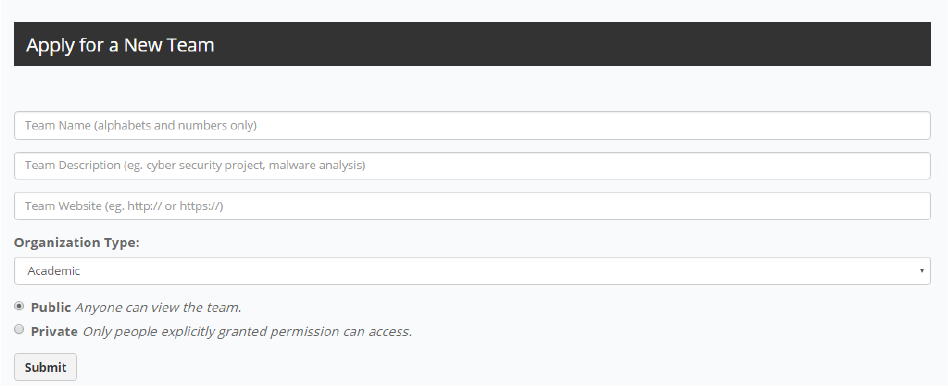 Apply for a New Team
Team Name (alphabets and numbers only)
Team Description (eg. cyber security project, malware analysis)
Team Website (eg. http:// or https://)
Organization Type:
Academic
Public Anyone can view the team.
Private Only people explicitly granted permission can access.
Submit